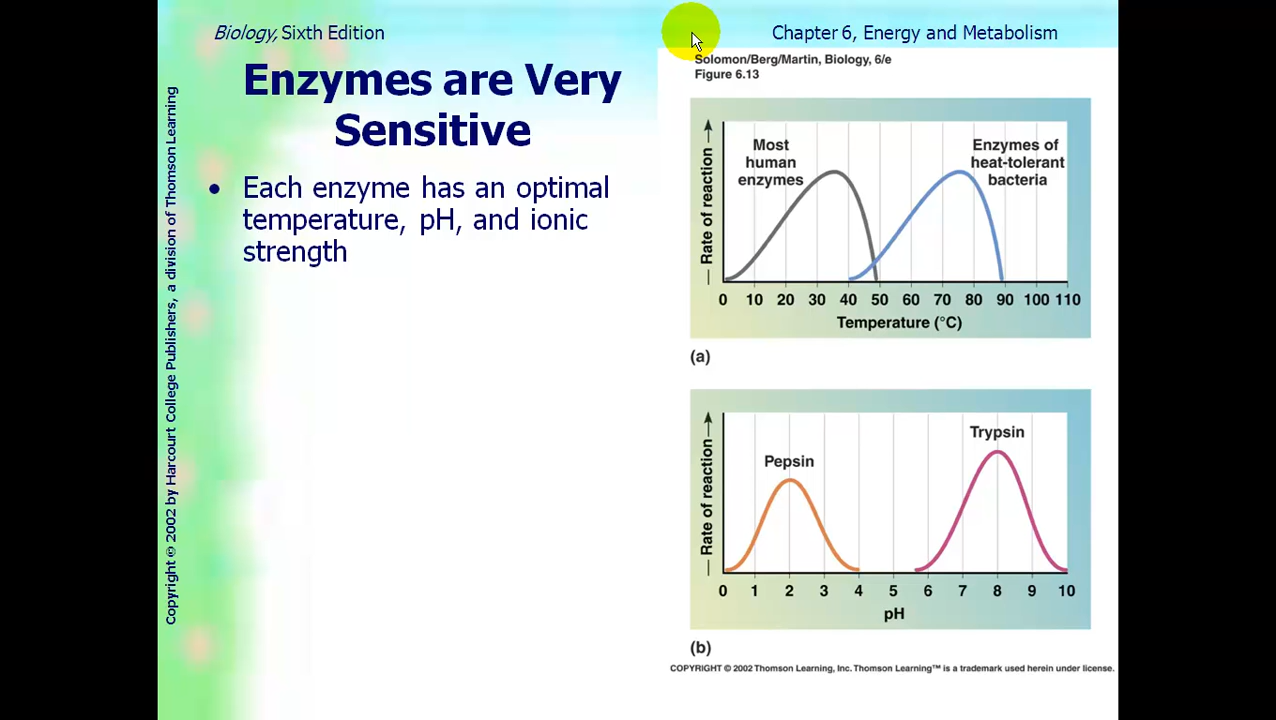 Biology, Sixth Edition
Chapter 6, Energy and Metabolism
Copyright © 2002 by Harcourt College Publishers, a division of Thomson Learning
Enzymes are Very
Sensitive
• Each enzyme has an optimal
temperature, pH, and ionic
strength
Solomon/Berg/Martin, Biology, 6/e
Figure 6.13
Rate of reaction
Most
human
enzymes
Enzymes of
heat-tolerant
bacteria
0 10 20 30 40 50 60 70 80 90 100 110
Temperature (°C)
(a)
Rate of reaction
Pepsin
Trypsin
0 1 2 3 4 5 6 7 8 9 10
pH
(b)
COPYRIGHT © 2002 Thomson Learning, Inc. Thomson Learning™ is a trademark used herein under license.